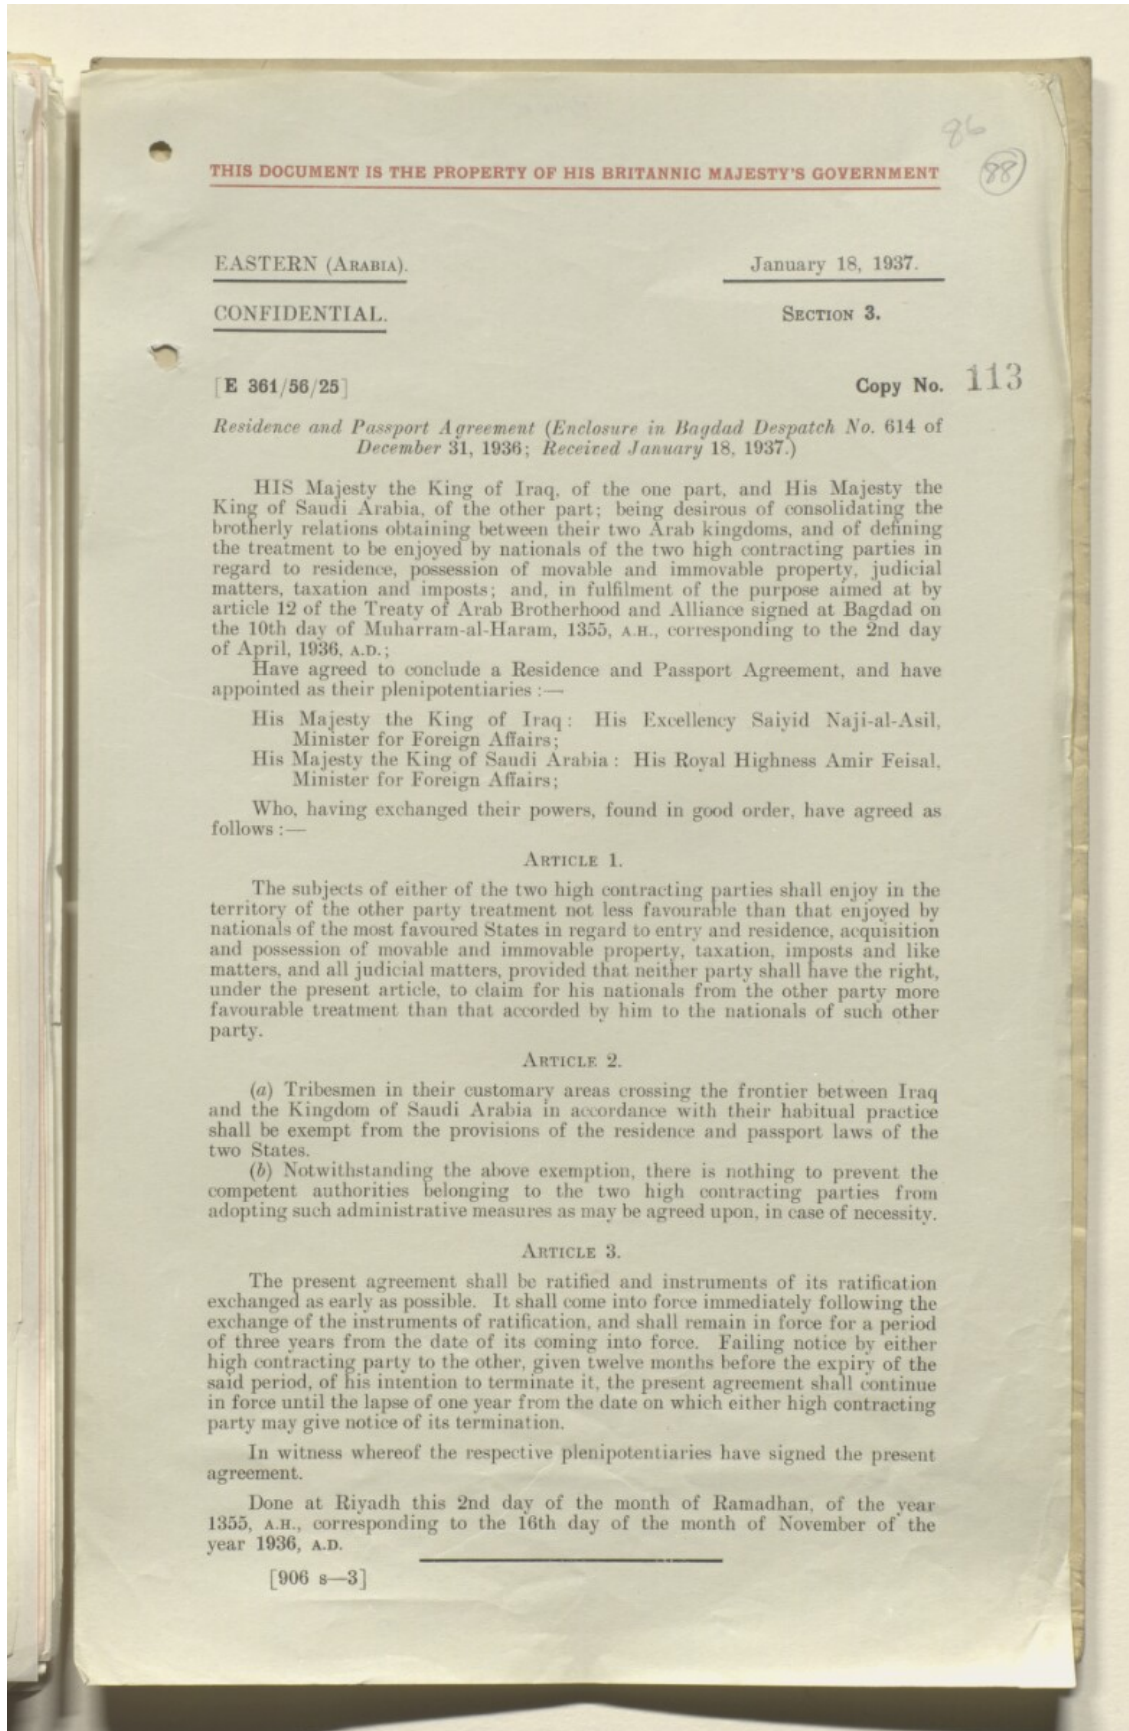 86
88
THIS DOCUMENT IS THE PROPERTY OF HIS BRITANNIC MAJESTY'S GOVERNMENT
EASTERN (ARABIA).
January 18, 1937.
CONFIDENTIAL.
SECTION 3.
[E 361/56/25]
Copy No. 113
Residence and Passport Agreement (Enclosure in Bagdad Despatch No. 614 of
December 31, 1936; Received January 18, 1937.)
HIS Majesty the King of Iraq, of the one part, and His Majesty the
King of Saudi Arabia, of the other part; being desirous of consolidating the
brotherly relations obtaining between their two Arab kingdoms, and of defining
the treatment to be enjoyed by nationals of the two high contracting parties in
regard to residence, possession of movable and immovable property, judicial
matters, taxation and imposts; and, in fulfilment of the purpose aimed at by
article 12 of the Treaty of Arab Brotherhood and Alliance signed at Bagdad on
the 10th day of Muharram-al-Haram, 1355, A.H., corresponding to the 2nd day
of April, 1936, A.D.;
Have agreed to conclude a Residence and Passport Agreement, and have
appointed as their plenipotentiaries :—
His Majesty the King of Iraq: His Excellency Saiyid Naji-al-Asil,
Minister for Foreign Affairs;
His Majesty the King of Saudi Arabia: His Royal Highness Amir Feisal,
Minister for Foreign Affairs;
Who, having exchanged their powers, found in good order, have agreed as
follows :—
ARTICLE 1.
The subjects of either of the two high contracting parties shall enjoy in the
territory of the other party treatment not less favourable than that enjoyed by
nationals of the most favoured States in regard to entry and residence, acquisition
and possession of movable and immovable property, taxation, imposts and like
matters, and all judicial matters, provided that neither party shall have the right,
under the present article, to claim for his nationals from the other party more
favourable treatment than that accorded by him to the nationals of such other
party.
ARTICLE 2.
(a) Tribesmen in their customary areas crossing the frontier between Iraq
and the Kingdom of Saudi Arabia in accordance with their habitual practice
shall be exempt from the provisions of the residence and passport laws of the
two States.
(b) Notwithstanding the above exemption, there is nothing to prevent the
competent authorities belonging to the two high contracting parties from
adopting such administrative measures as may be agreed upon, in case of necessity.
ARTICLE 3.
The present agreement shall be ratified and instruments of its ratification
exchanged as early as possible. It shall come into force immediately following the
exchange of the instruments of ratification, and shall remain in force for a period
of three years from the date of its coming into force. Failing notice by either
high contracting party to the other, given twelve months before the expiry of the
said period, of his intention to terminate it, the present agreement shall continue
in force until the lapse of one year from the date on which either high contracting
party may give notice of its termination.
In witness whereof the respective plenipotentiaries have signed the present
agreement.
Done at Riyadh this 2nd day of the month of Ramadhan, of the year
1355, A.H., corresponding to the 16th day of the month of November of the
year 1936, A.D.
[906 s—3]